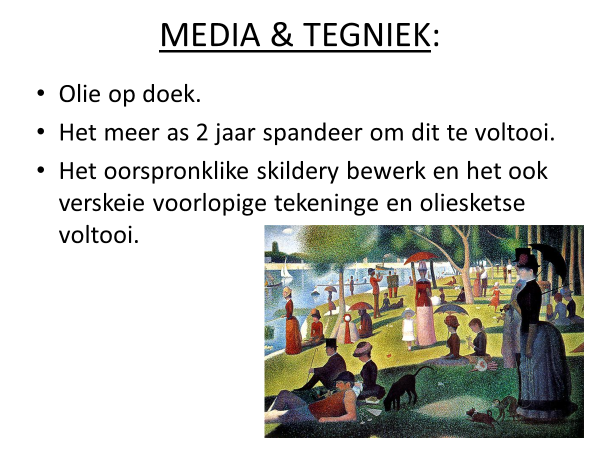 MEDIA & TEGNIEK:
• Olie op doek.
• Het meer as 2 jaar spandeer om dit te voltooi.
• Het oorspronklike skildery bewerk en het ook
verskeie voorlopige tekeninge en oliesketse
voltooi.